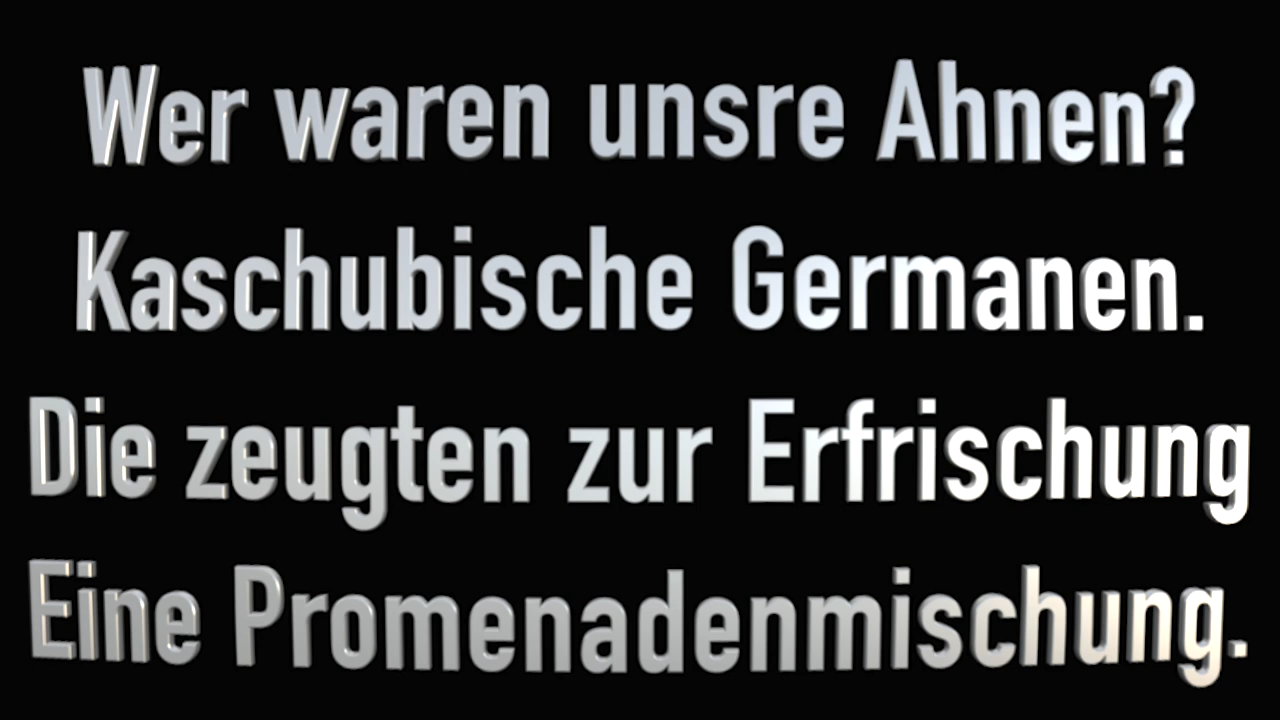 Wer waren unsre Ahnen?
Kaschubische Germanen.
Die zeugten zur Erfrischung
Eine Promenadenmischung.